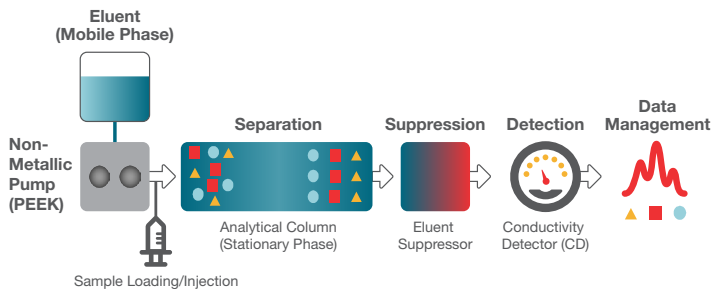 Eluent
(Mobile Phase)
Non-
Metallic
Pump
(PEEK)
Sample Loading/Injection
Separation
Analytical Column
(Stationary Phase)
Suppression
Eluent
Suppressor
Detection
Conductivity
Detector (CD)
Data
Management